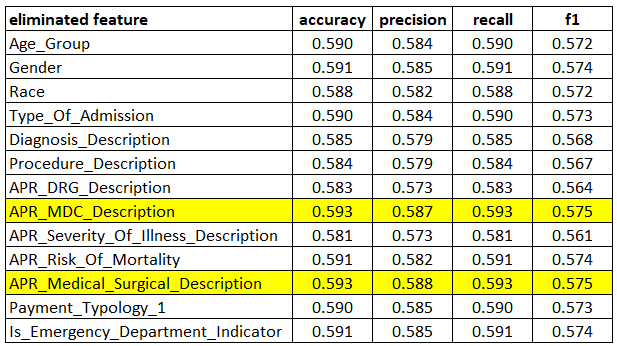 eliminated feature accuracy precision recall f1
Age_Group 0.590 0.584 0.590 0.572
Gender 0.591 0.585 0.591 0.574
Race 0.588 0.582 0.588 0.572
Type_Of_Admission 0.590 0.584 0.590 0.573
Diagnosis_Description 0.585 0.579 0.585 0.568
Procedure_Description 0.584 0.579 0.584 0.567
APR_DRG_Description 0.583 0.573 0.583 0.564
APR_MDC_Description 0.593 0.587 0.593 0.575
APR_Severity_Of_Illness_Description 0.581 0.573 0.581 0.561
APR_Risk_Of_Mortality 0.591 0.582 0.591 0.574
APR_Medical_Surgical_Description 0.593 0.588 0.593 0.575
Payment_Typology_1 0.590 0.585 0.590 0.573
Is_Emergency_Department_Indicator 0.591 0.585 0.591 0.574